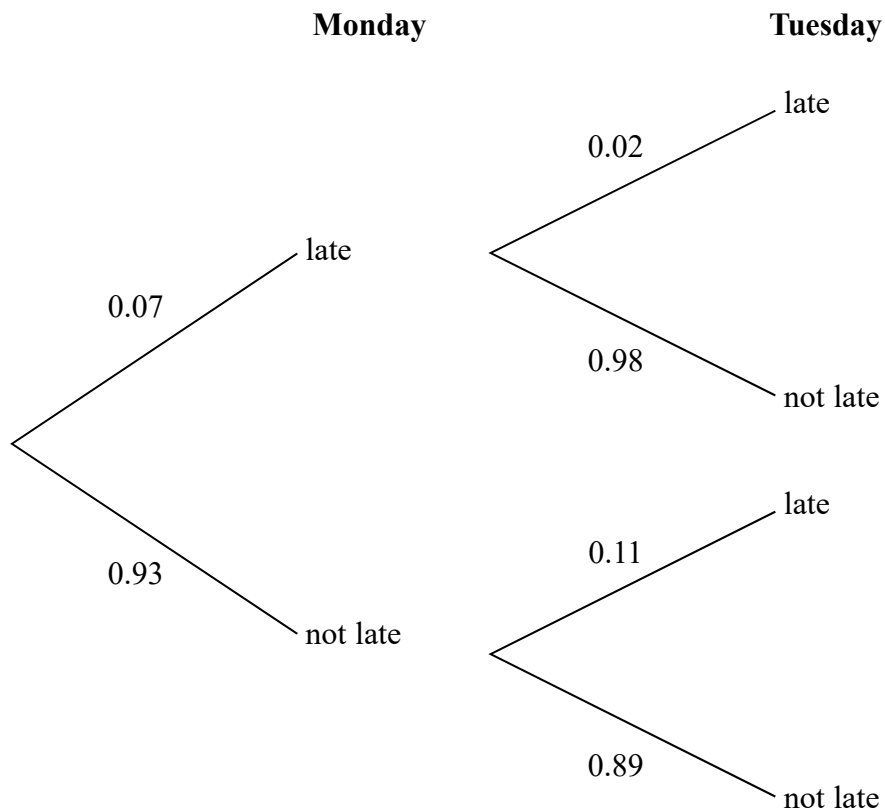 Monday
Tuesday
late
0.02
late
0.07
0.98
not late
late
0.11
0.93
not late
0.89
not late